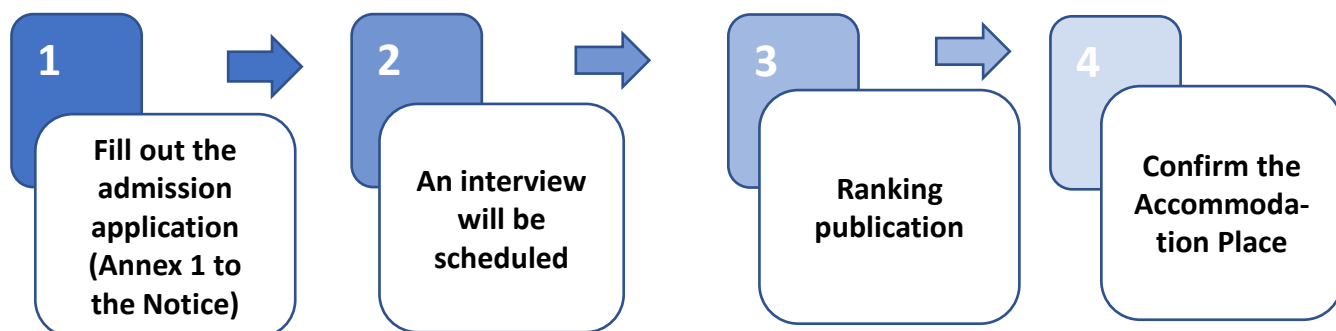 1
Fill out the
admission
application
(Annex 1 to
the Notice)
2
An interview
will be
scheduled
3
Ranking
publication
4
Confirm the
Accommoda-
tion Place